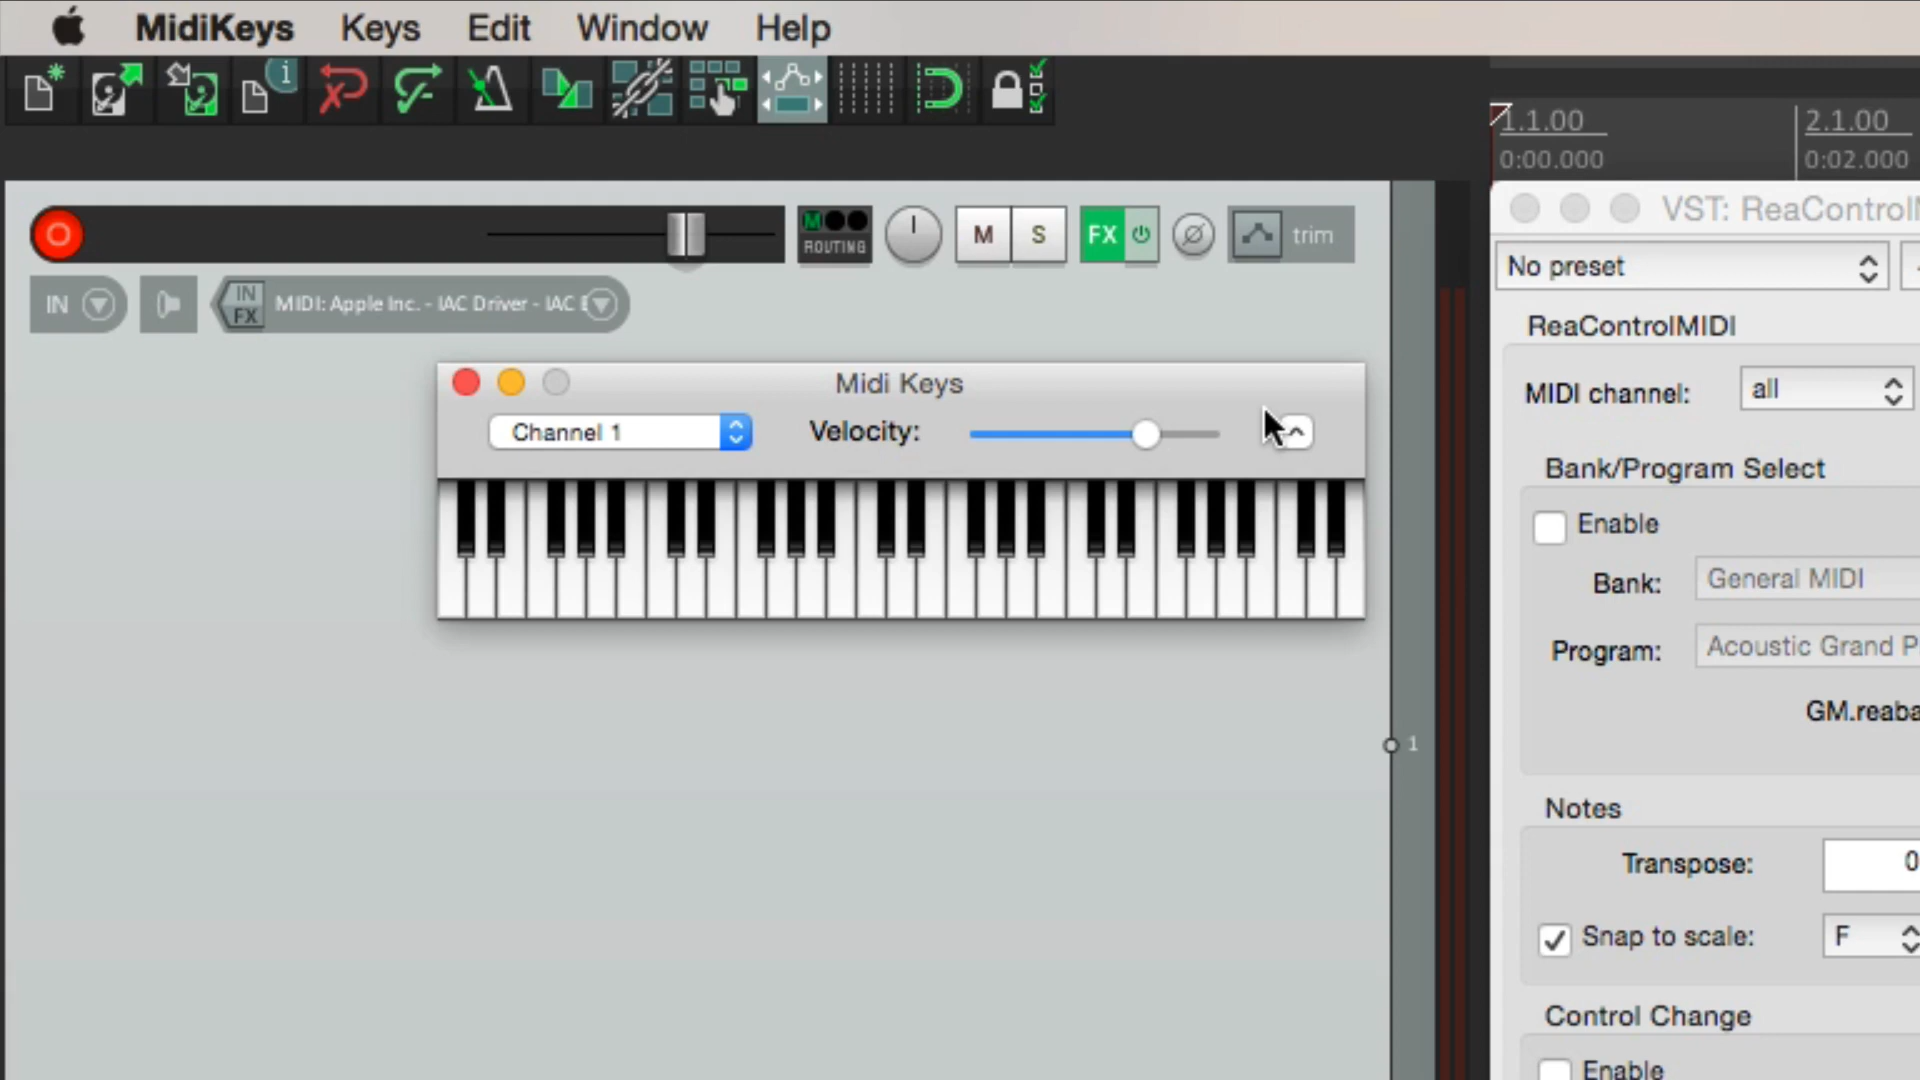 MidiKeys Keys Edit Window Help
1.1.00 2.1.00
0:00.000 0:02.000
VST: ReaControl
ROUTING M S FX trim
IN IN FX MIDI: Apple Inc. - IAC Driver - IAC
No preset
ReaControlMIDI
Midi Keys
MIDI channel: all
Channel 1 Velocity:
Bank/Program Select
Enable
Bank: General MIDI
Program: Acoustic Grand P
GM.reaba
1
Notes
Transpose: 0
Snap to scale: F
Control Change
Enable